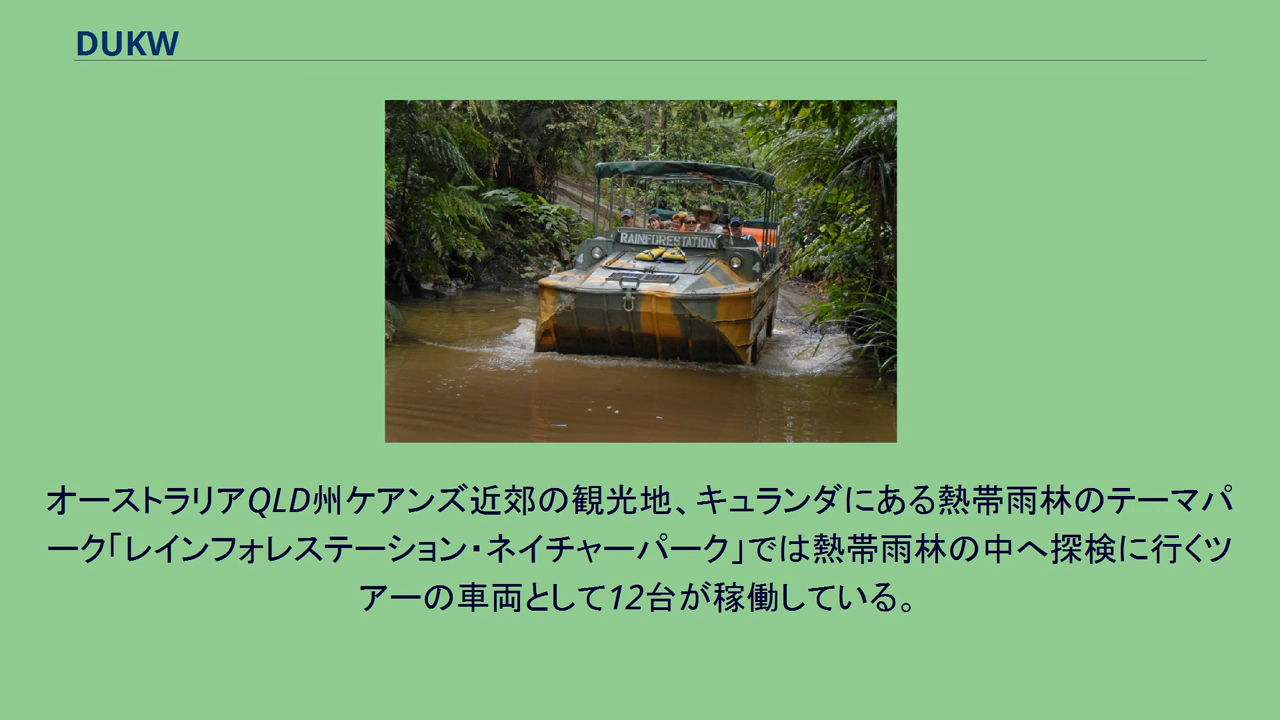 DUKW
RAINFORESTATION
オーストラリアQLD州ケアンズ近郊の観光地、キュランダにある熱帯雨林のテーマパ
ーク「レインフォレステーション・ネイチャーパーク」では熱帯雨林の中へ探検に行くツ
アーの車両として12台が稼働している。